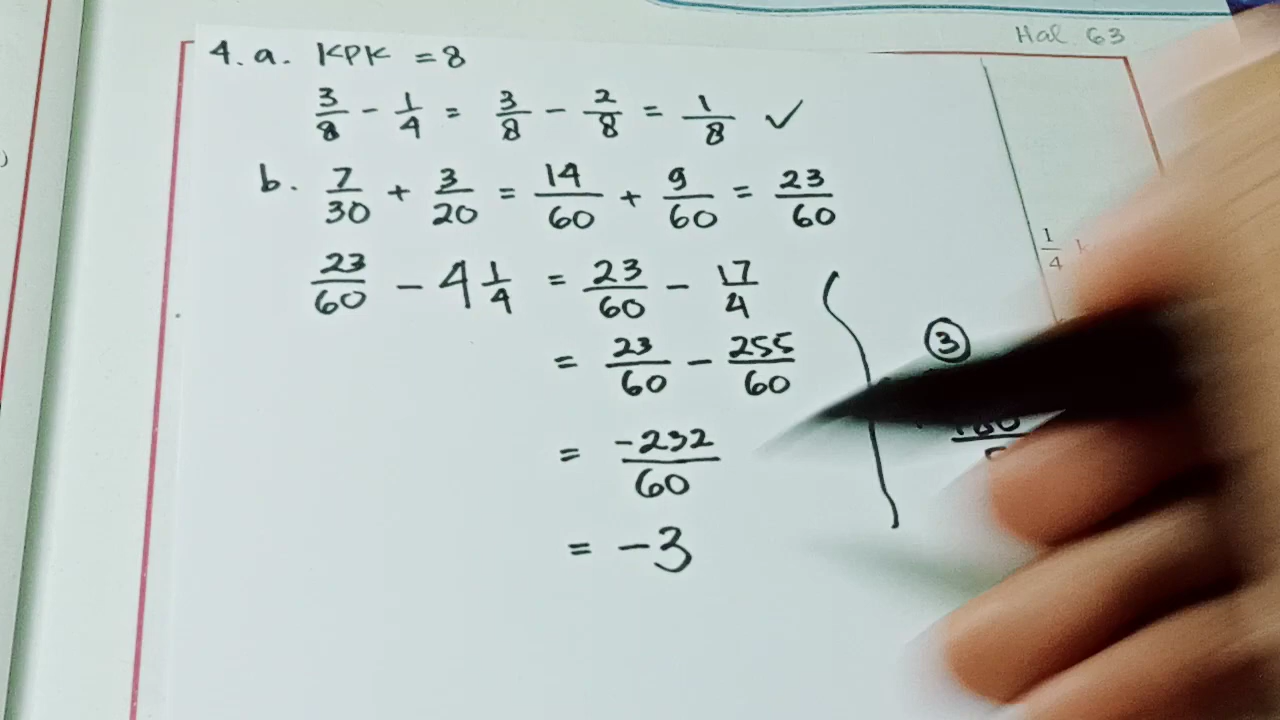 Hal 63
4. a. KPK = 8
3/8 - 1/4 = 3/8 - 2/8 = 1/8 ✓
b. 7/30 + 3/20 = 14/60 + 9/60 = 23/60
23/60 - 4 1/4 = 23/60 - 17/4
= 23/60 - 255/60
= -232/60
= -3
3
1/4